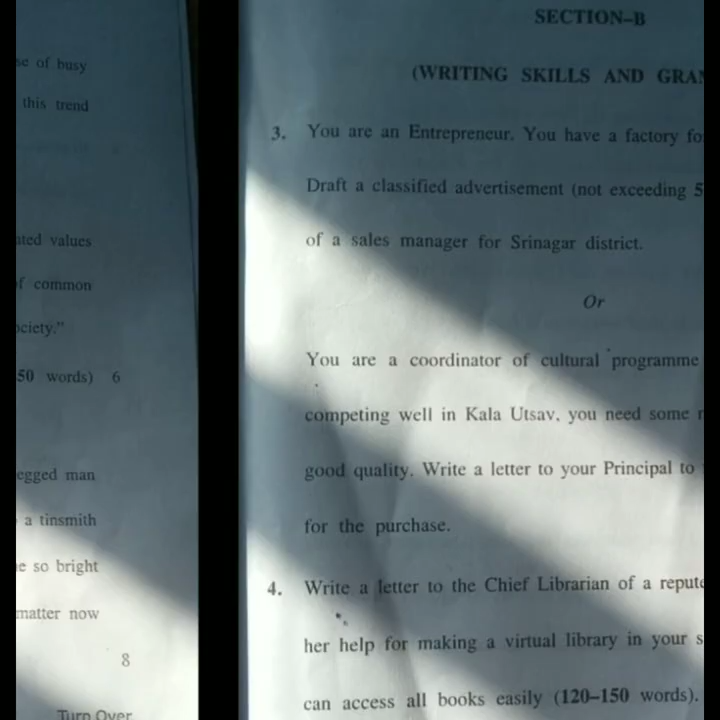 se of busy
this trend
ated values
of common
ociety."
50 words) 6
egged man
a tinsmith
e so bright
matter now
8
Turn Over
SECTION–B
(WRITING SKILLS AND GRA
3. You are an Entrepreneur. You have a factory fo
Draft a classified advertisement (not exceeding 5
of a sales manager for Srinagar district.
Or
You are a coordinator of cultural programme
competing well in Kala Utsav, you need some
good quality. Write a letter to your Principal to
for the purchase.
4. Write a letter to the Chief Librarian of a repute
her help for making a virtual library in your s
can access all books easily (120–150 words).